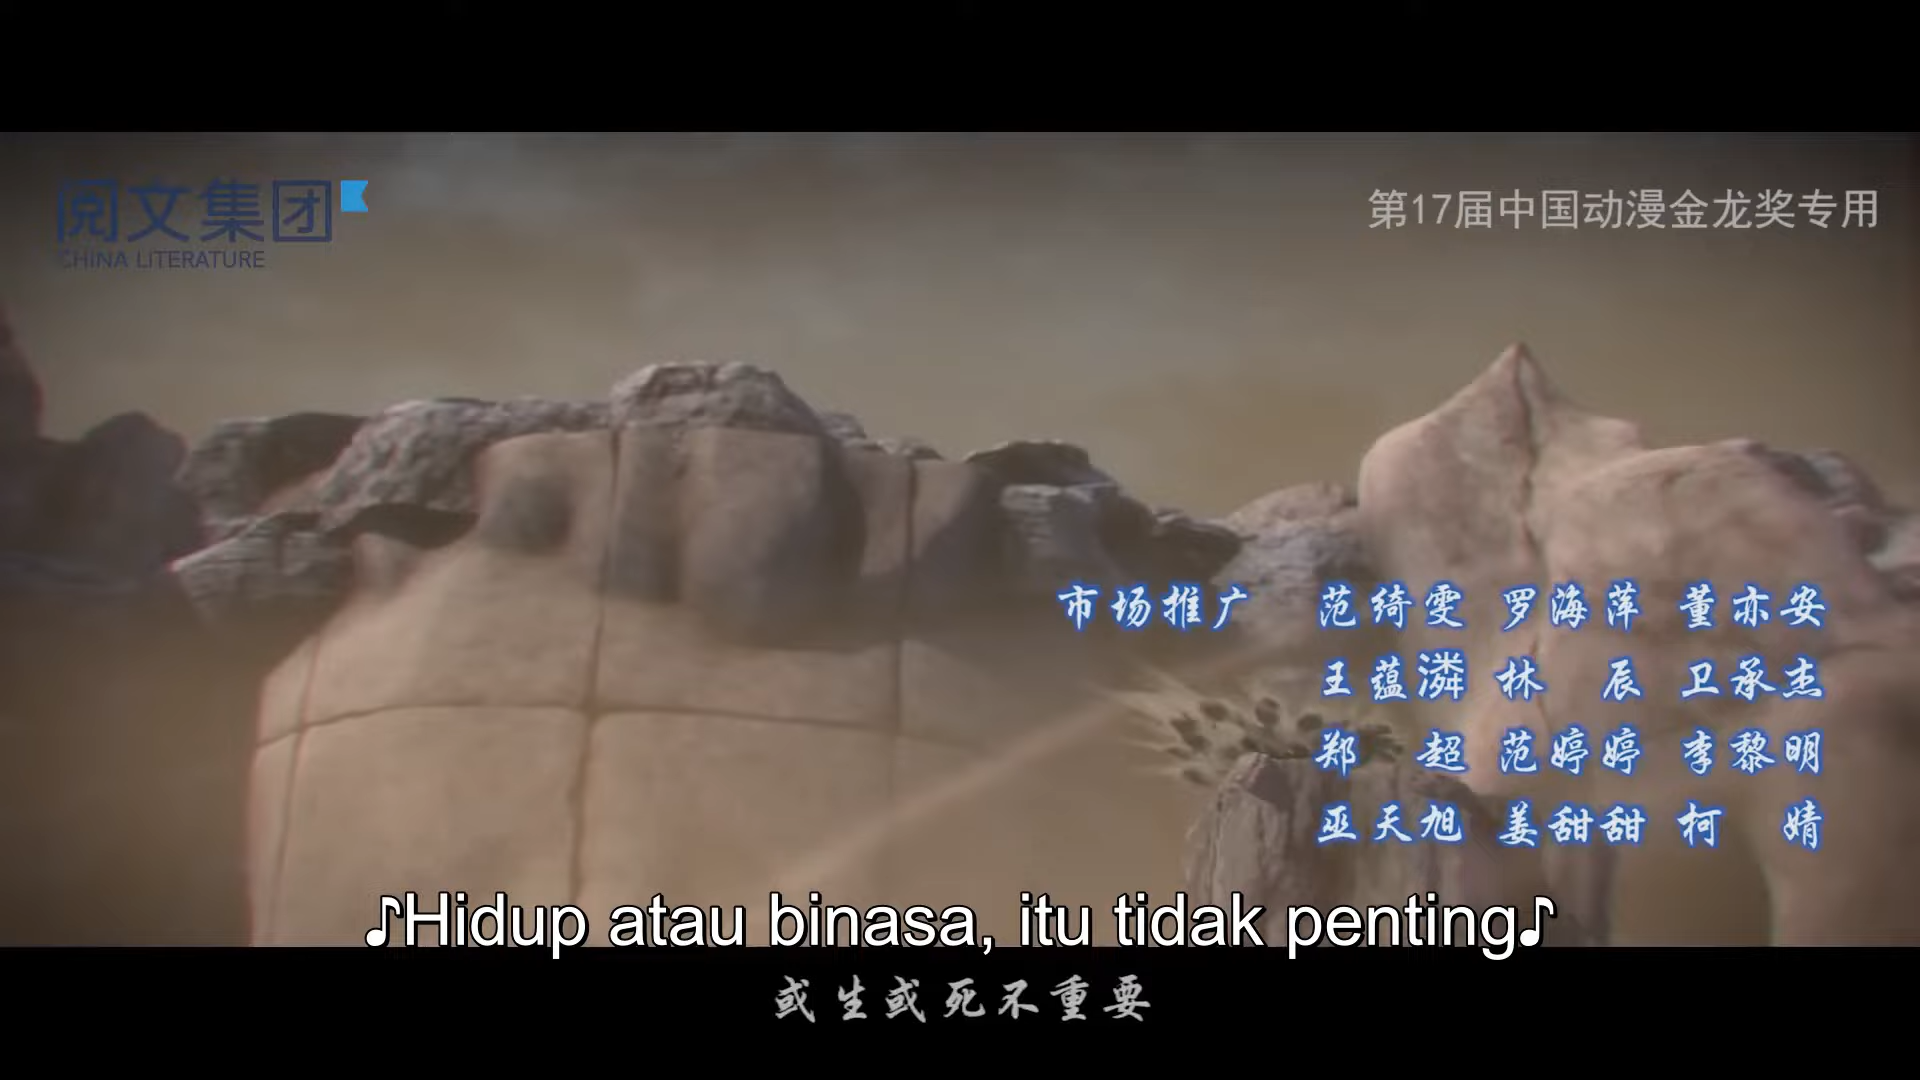 阅文集团
CHINA LITERATURE
第17届中国动漫金龙奖专用
市场推广 范绮雯 罗海萍 董亦安
王蕴潾 林 辰 卫承杰
郑 超 范婷婷 李黎明
巫天旭 姜甜甜 柯 婧
♪Hidup atau binasa, itu tidak penting♪
或生或死不重要